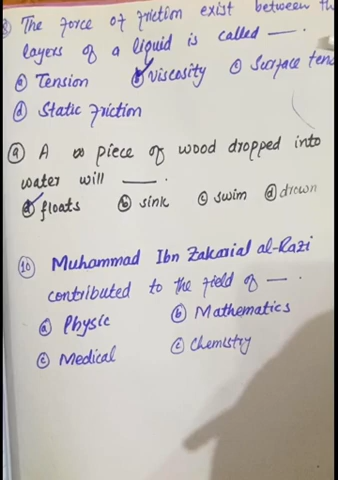 The force of friction exist between th
layers of a liquid is called —.
ⓐ Tension ⓑ Viscosity ⓒ Surface tens
ⓓ Static friction
⑨ A piece of wood dropped into
water will —.
ⓐ floats ⓑ sink ⓒ swim ⓓ drown
⑩ Muhammad Ibn Zakarial al-Razi
contributed to the field of —.
ⓐ Physic ⓑ Mathematics
ⓒ Medical ⓒ Chemistry